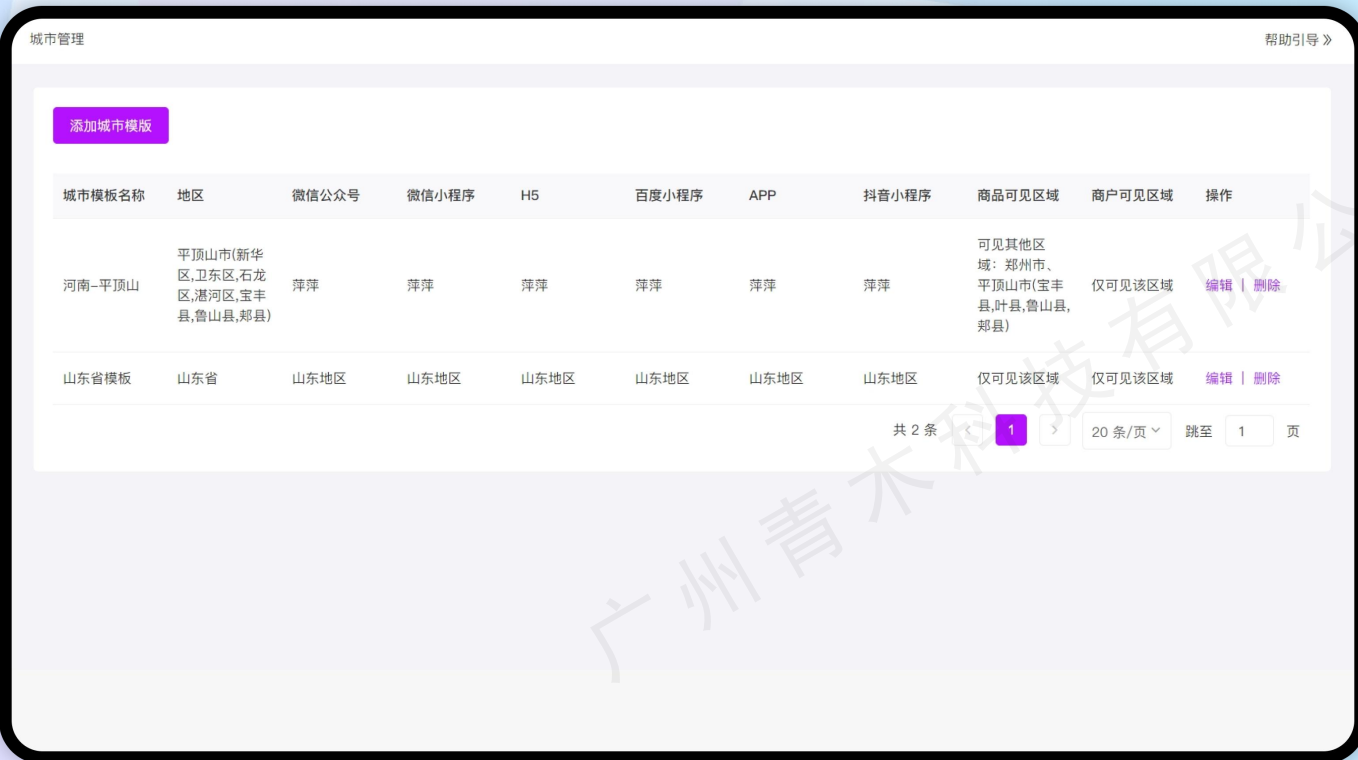 城市管理 帮助引导 》
添加城市模版
城市模板名称 地区 微信公众号 微信小程序 H5 百度小程序 APP 抖音小程序 商品可见区域 商户可见区域 操作
河南-平顶山 平顶山市(新华区,卫东区,石龙区,湛河区,宝丰县,鲁山县,郏县) 萍萍 萍萍 萍萍 萍萍 萍萍 萍萍 可见其他区域：郑州市、平顶山市(宝丰县,叶县,鲁山县,郏县) 仅可见该区域 编辑 | 删除
山东省模板 山东省 山东地区 山东地区 山东地区 山东地区 山东地区 山东地区 仅可见该区域 仅可见该区域 编辑 | 删除
共 2 条 < 1 > 20 条/页 跳至 1 页
广州青木科技有限公